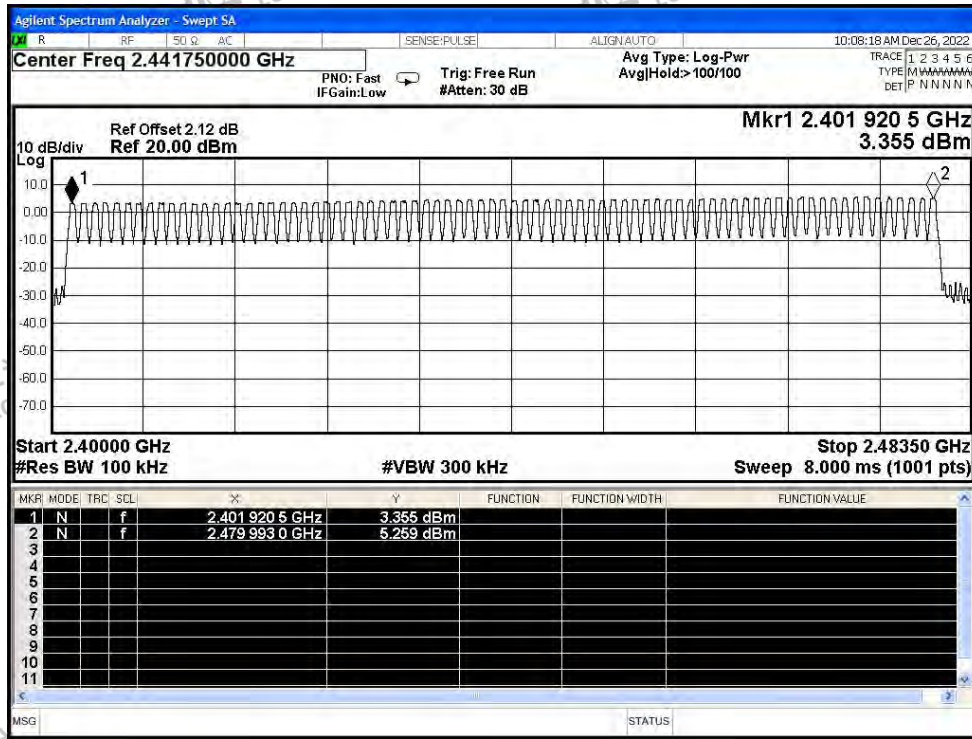 Agilent Spectrum Analyzer - Swept SA
LXI R RF 50 Ω AC SENSE:PULSE ALIGN AUTO 10:08:18 AM Dec 26, 2022
Center Freq 2.441750000 GHz
PNO: Fast
IFGain:Low
Trig: Free Run
#Atten: 30 dB
Avg Type: Log-Pwr
Avg|Hold:>100/100
TRACE 1 2 3 4 5 6
TYPE MWWWWW
DET P N N N N N
Ref Offset 2.12 dB
Ref 20.00 dBm
10 dB/div
Log
Mkr1 2.401 920 5 GHz
3.355 dBm
1
2
10.0
0.00
-10.0
-20.0
-30.0
-40.0
-50.0
-60.0
-70.0
Start 2.40000 GHz Stop 2.48350 GHz
#Res BW 100 kHz #VBW 300 kHz Sweep 8.000 ms (1001 pts)
MKR MODE TRC SCL X Y FUNCTION FUNCTION WIDTH FUNCTION VALUE
1 N f 2.401 920 5 GHz 3.355 dBm
2 N f 2.479 993 0 GHz 5.259 dBm
3
4
5
6
7
8
9
10
11
MSG STATUS